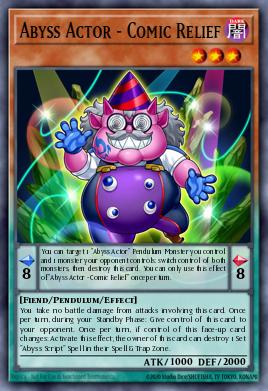 Abyss Actor - Comic Relief
DARK
闇
8
You can target 1 "Abyss Actor" Pendulum Monster you control
and 1 monster your opponent controls; switch control of both
monsters, then destroy this card. You can only use this effect
of "Abyss Actor - Comic Relief" once per turn.
8
[Fiend/Pendulum/Effect]
You take no battle damage from attacks involving this card. Once
per turn, during your Standby Phase: Give control of this card to
your opponent. Once per turn, if control of this face-up card
changes: Activate this effect; the owner of this card can destroy 1 Set
"Abyss Script" Spell in their Spell & Trap Zone.
ATK/1000 DEF/2000